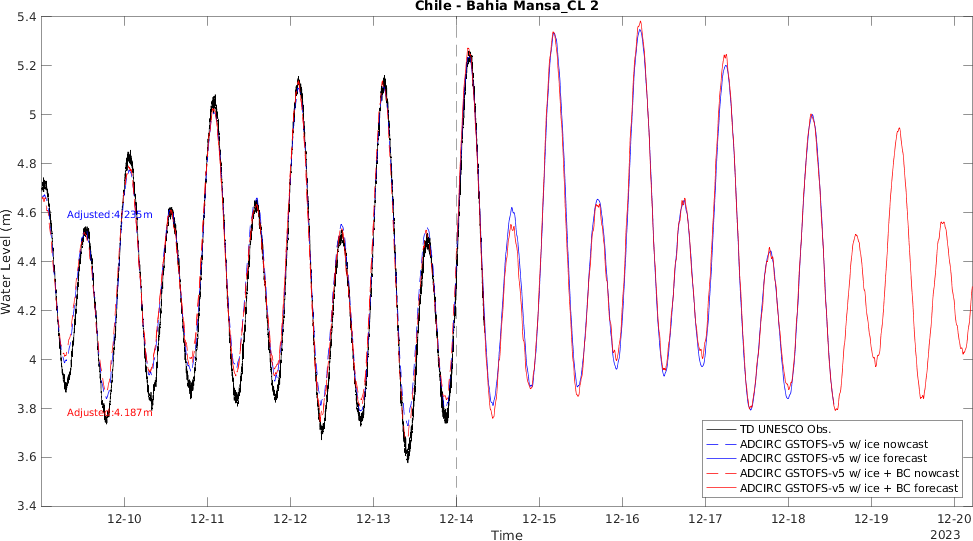 Chile - Bahia Mansa_CL 2
5.4
5.2
5
4.8
4.6
4.4
4.2
4
3.8
3.6
3.4
Water Level (m)
Adjusted:4.235m
Adjusted:4.187m
TD UNESCO Obs.
ADCIRC GSTOFS-v5 w/ ice nowcast
ADCIRC GSTOFS-v5 w/ ice forecast
ADCIRC GSTOFS-v5 w/ ice + BC nowcast
ADCIRC GSTOFS-v5 w/ ice + BC forecast
12-10 12-11 12-12 12-13 12-14 12-15 12-16 12-17 12-18 12-19 12-20
2023
Time